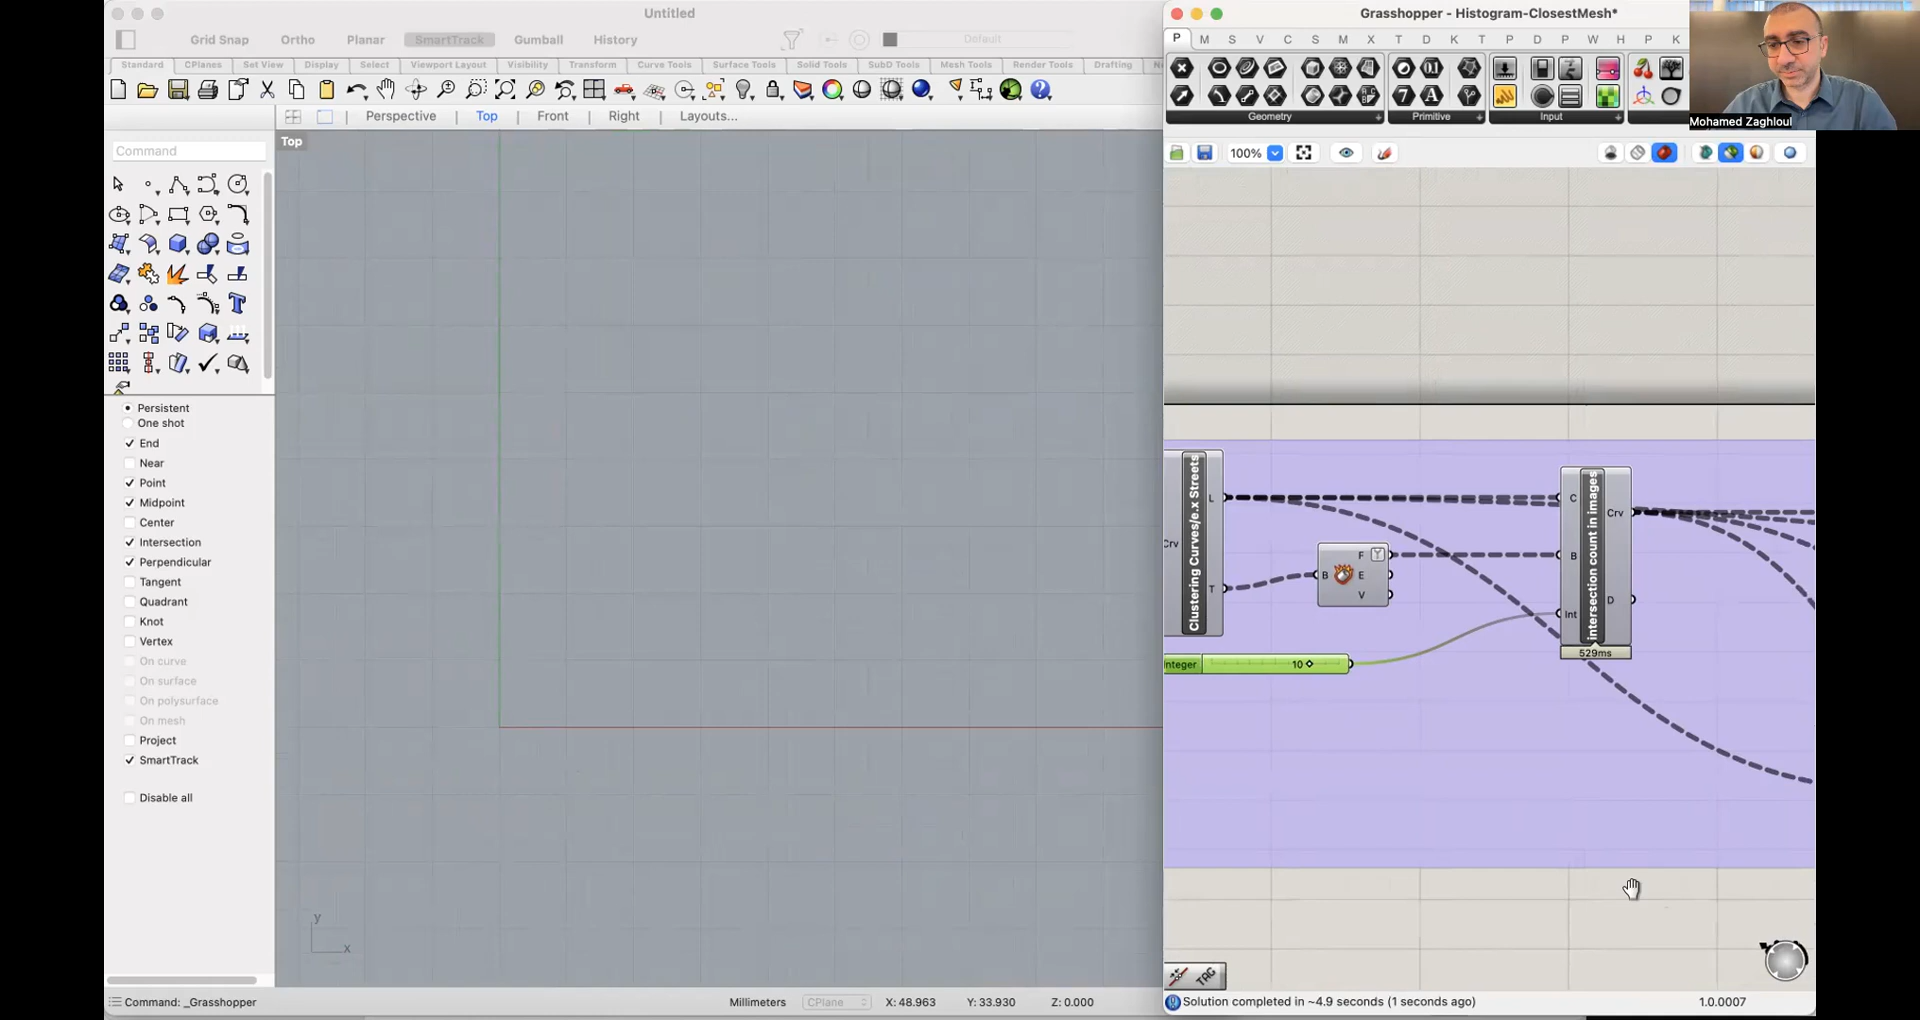 Untitled
Grid Snap Ortho Planar SmartTrack Gumball History Default
Standard CPlanes Set View Display Select Viewport Layout Visibility Transform Curve Tools Surface Tools Solid Tools SubD Tools Mesh Tools Render Tools Drafting
Perspective Top Front Right Layouts...
Top
Command
Persistent
One shot
End
Near
Point
Midpoint
Center
Intersection
Perpendicular
Tangent
Quadrant
Knot
Vertex
On curve
On surface
On polysurface
On mesh
Project
SmartTrack
Disable all
y
x
Command: _Grasshopper
Millimeters CPlane X: 48.963 Y: 33.930 Z: 0.000
Grasshopper - Histogram-ClosestMesh*
P M S V C S M X T D K T D P W H P K
Geometry Primitive Input
Mohamed Zaghloul
100%
Crv Clustering Curves/e.x Streets L T
B F E V
Integer 10
C B Int intersection count in images Crv D
529ms
TAG
Solution completed in ~4.9 seconds (1 seconds ago) 1.0.0007